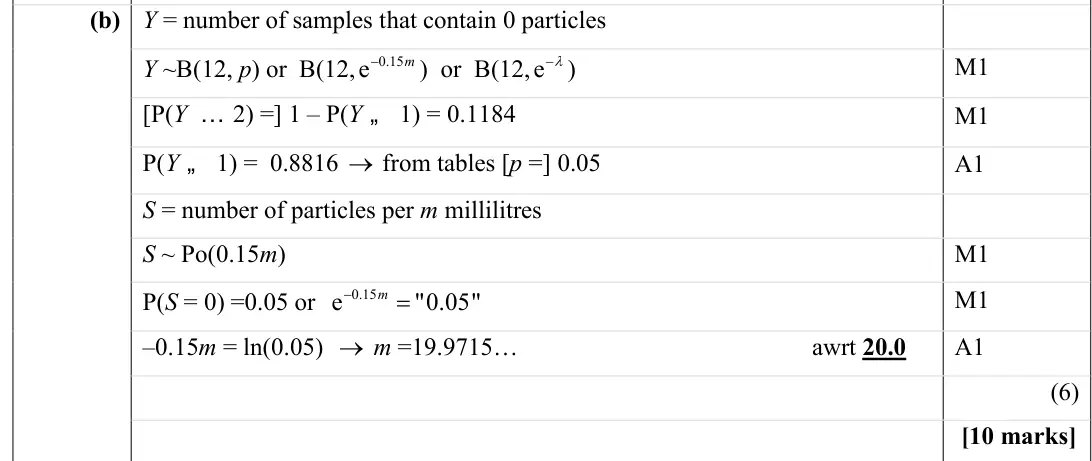 (b) Y = number of samples that contain 0 particles
Y ~B(12, p) or B(12, e^{−0.15m}) or B(12, e^{−λ}) M1
[P(Y … 2) =] 1 – P(Y „ 1) = 0.1184 M1
P(Y „ 1) = 0.8816 → from tables [p =] 0.05 A1
S = number of particles per m millilitres
S ~ Po(0.15m) M1
P(S = 0) =0.05 or e^{−0.15m} = "0.05" M1
–0.15m = ln(0.05) → m =19.9715… awrt 20.0 A1
(6)
[10 marks]